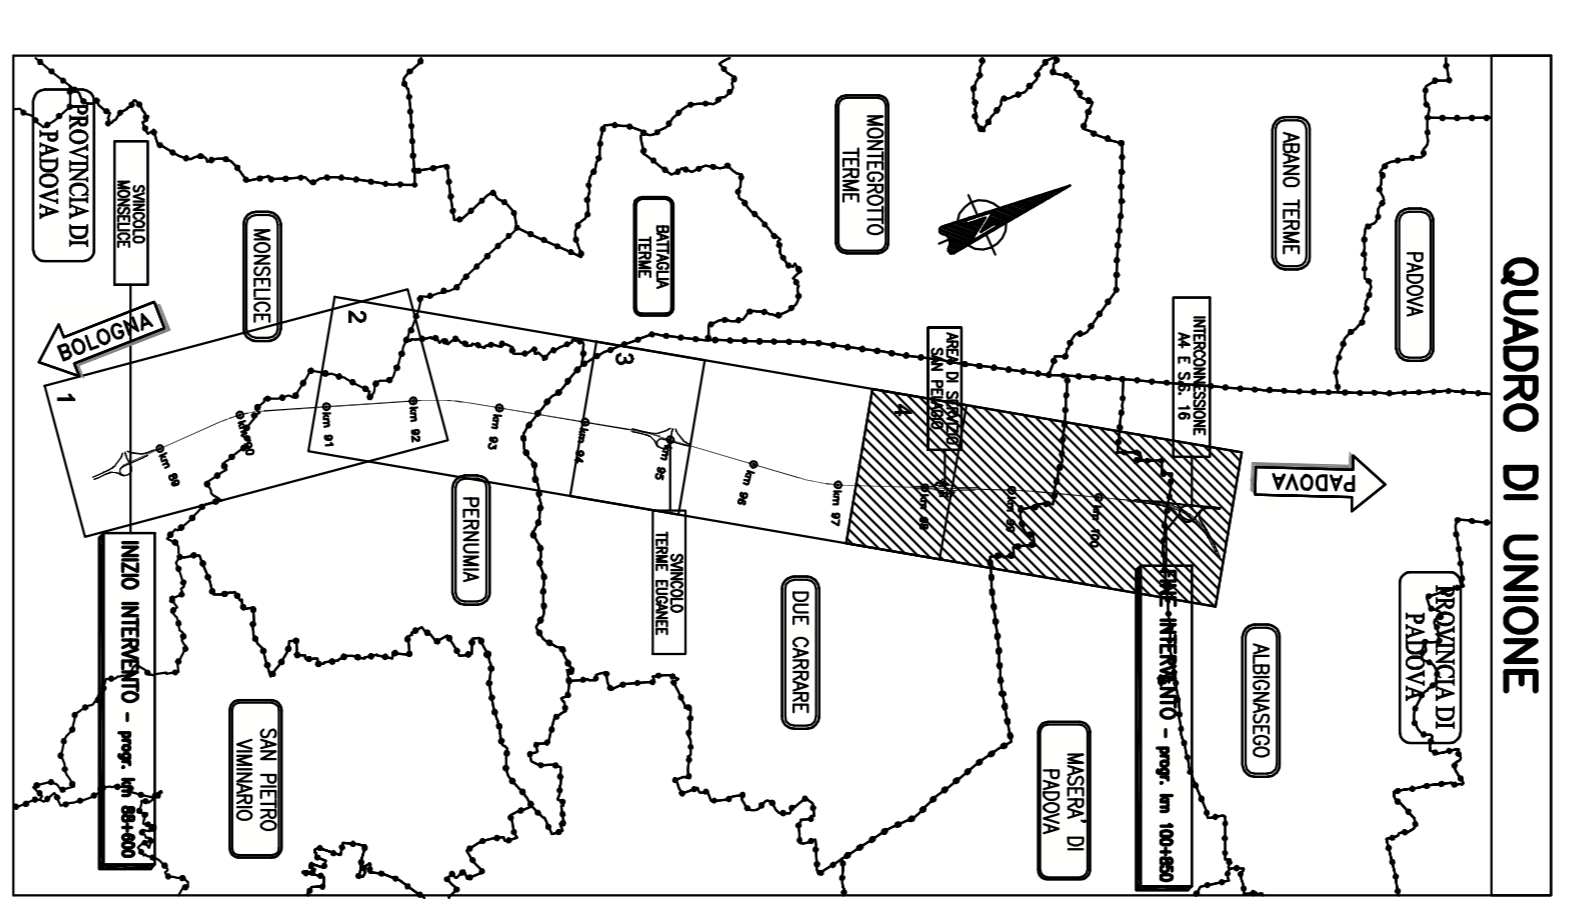 QUADRO DI UNIONE
PROVINCIA DI
PADOVA
SVINCOLO
MONSELICE
MONSELICE
BATTAGLIA
TERME
MONTEGROTTO
TERME
ABANO TERME
PADOVA
BOLOGNA
1
2
3
4
AREA DI SERVIZIO
SAN PELAGIO
INTERCONNESSIONE
A4 E S.S. 16
PADOVA
km 89
km 90
km 91
km 92
km 93
km 94
km 95
km 96
km 97
km 98
km 99
km 100
INIZIO INTERVENTO - progr. km 88+600
PERNUMIA
SVINCOLO
TERME EUGANEE
DUE CARRARE
FINE INTERVENTO - progr. km 100+850
ALBIGNASEGO
PROVINCIA DI
PADOVA
SAN PIETRO
VIMINARIO
MASERA' DI
PADOVA